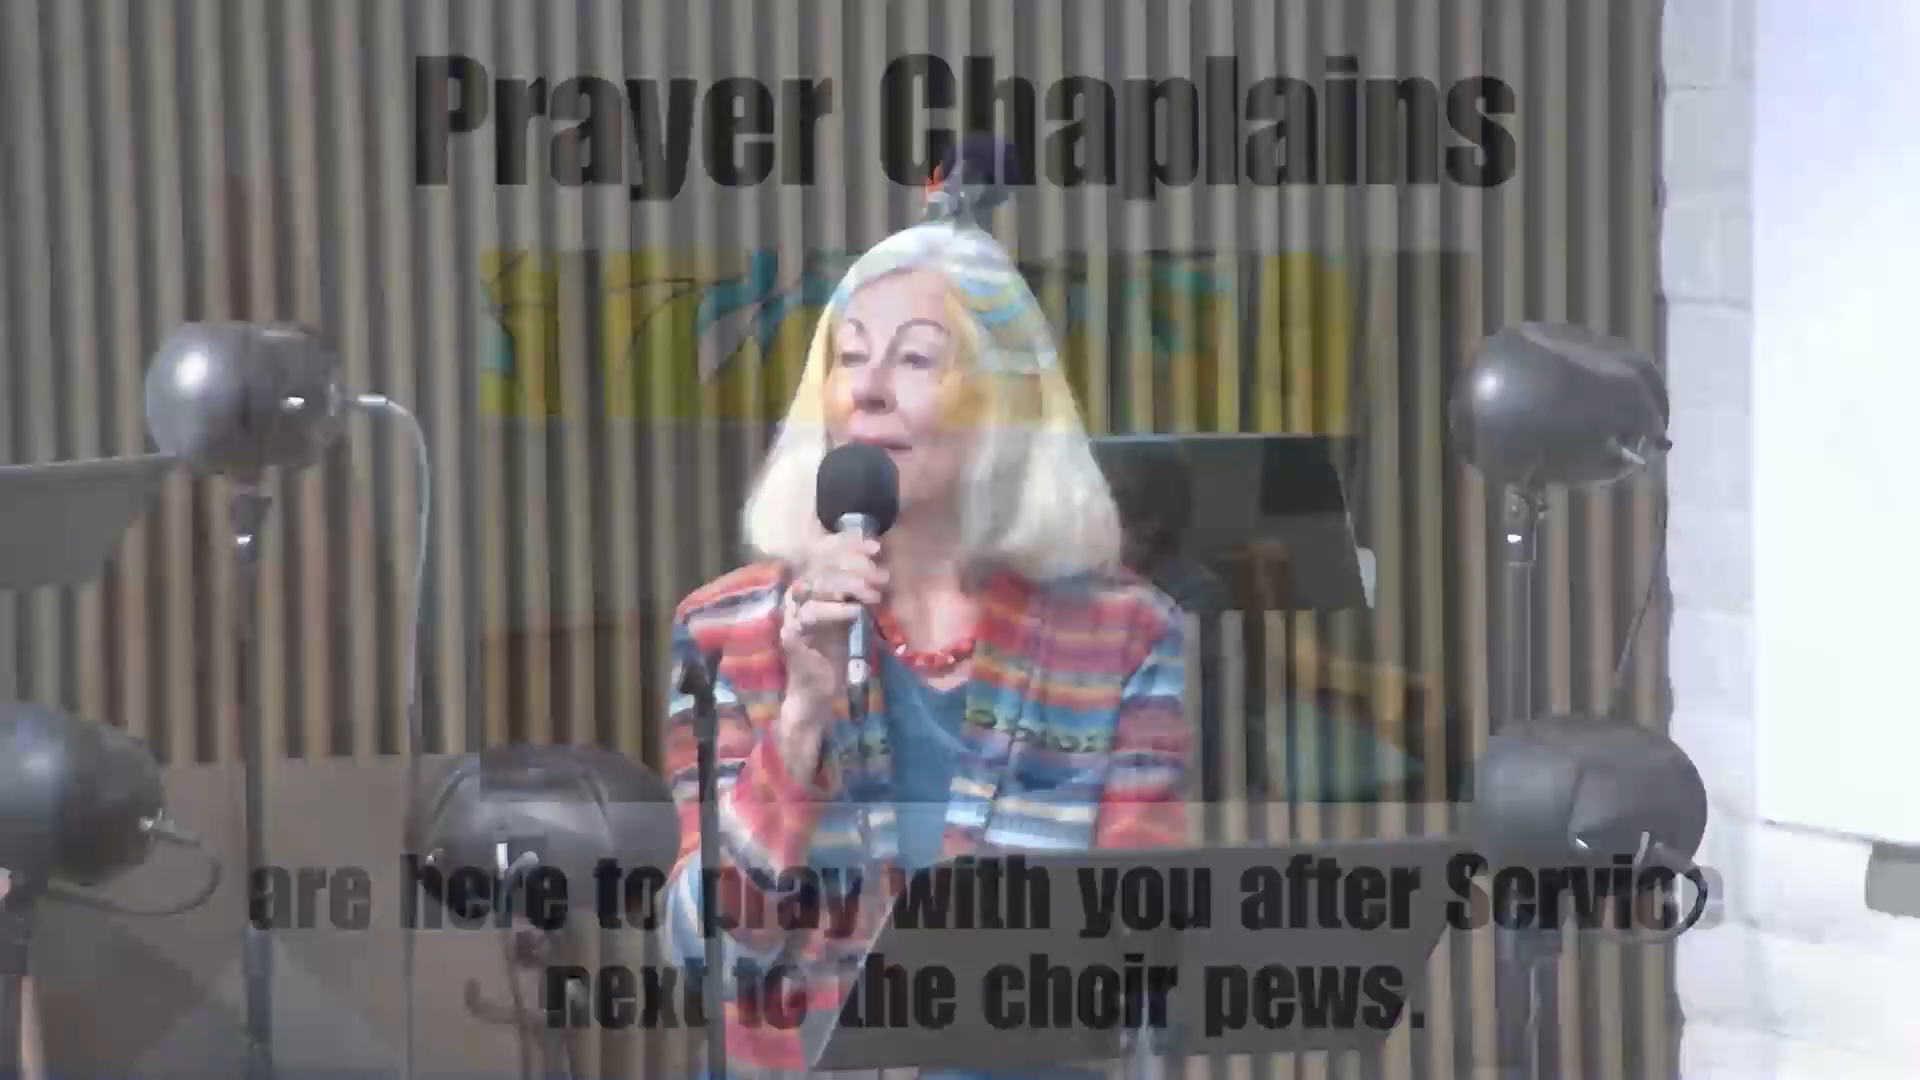 Prayer Chaplains
are here to pray with you after Service
next to the choir pews.